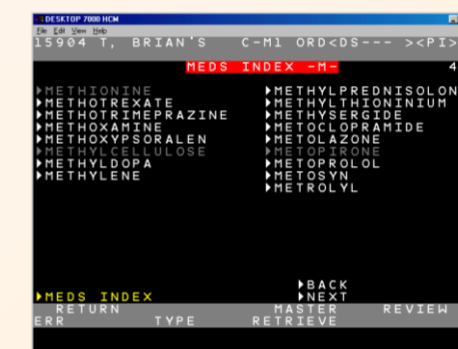 DESKTOP 7000 HCM
File Edit View Help
15904 T, BRIAN'S C-M1 ORD<DS--- ><PI>
MEDS INDEX -M- 4
METHIONINE
METHOTREXATE
METHOTRIMEPRAZINE
METHOXAMINE
METHOXYPSORALEN
METHYLCELLULOSE
METHYLDOPA
METHYLENE
METHYLPREDNISOLON
METHYLTHIONINIUM
METHYSERGIDE
METOCLOPRAMIDE
METOLAZONE
METOPIRONE
METOPROLOL
METOSYN
METROLYL
BACK
MEDS INDEX NEXT
RETURN MASTER REVIEW
ERR TYPE RETRIEVE